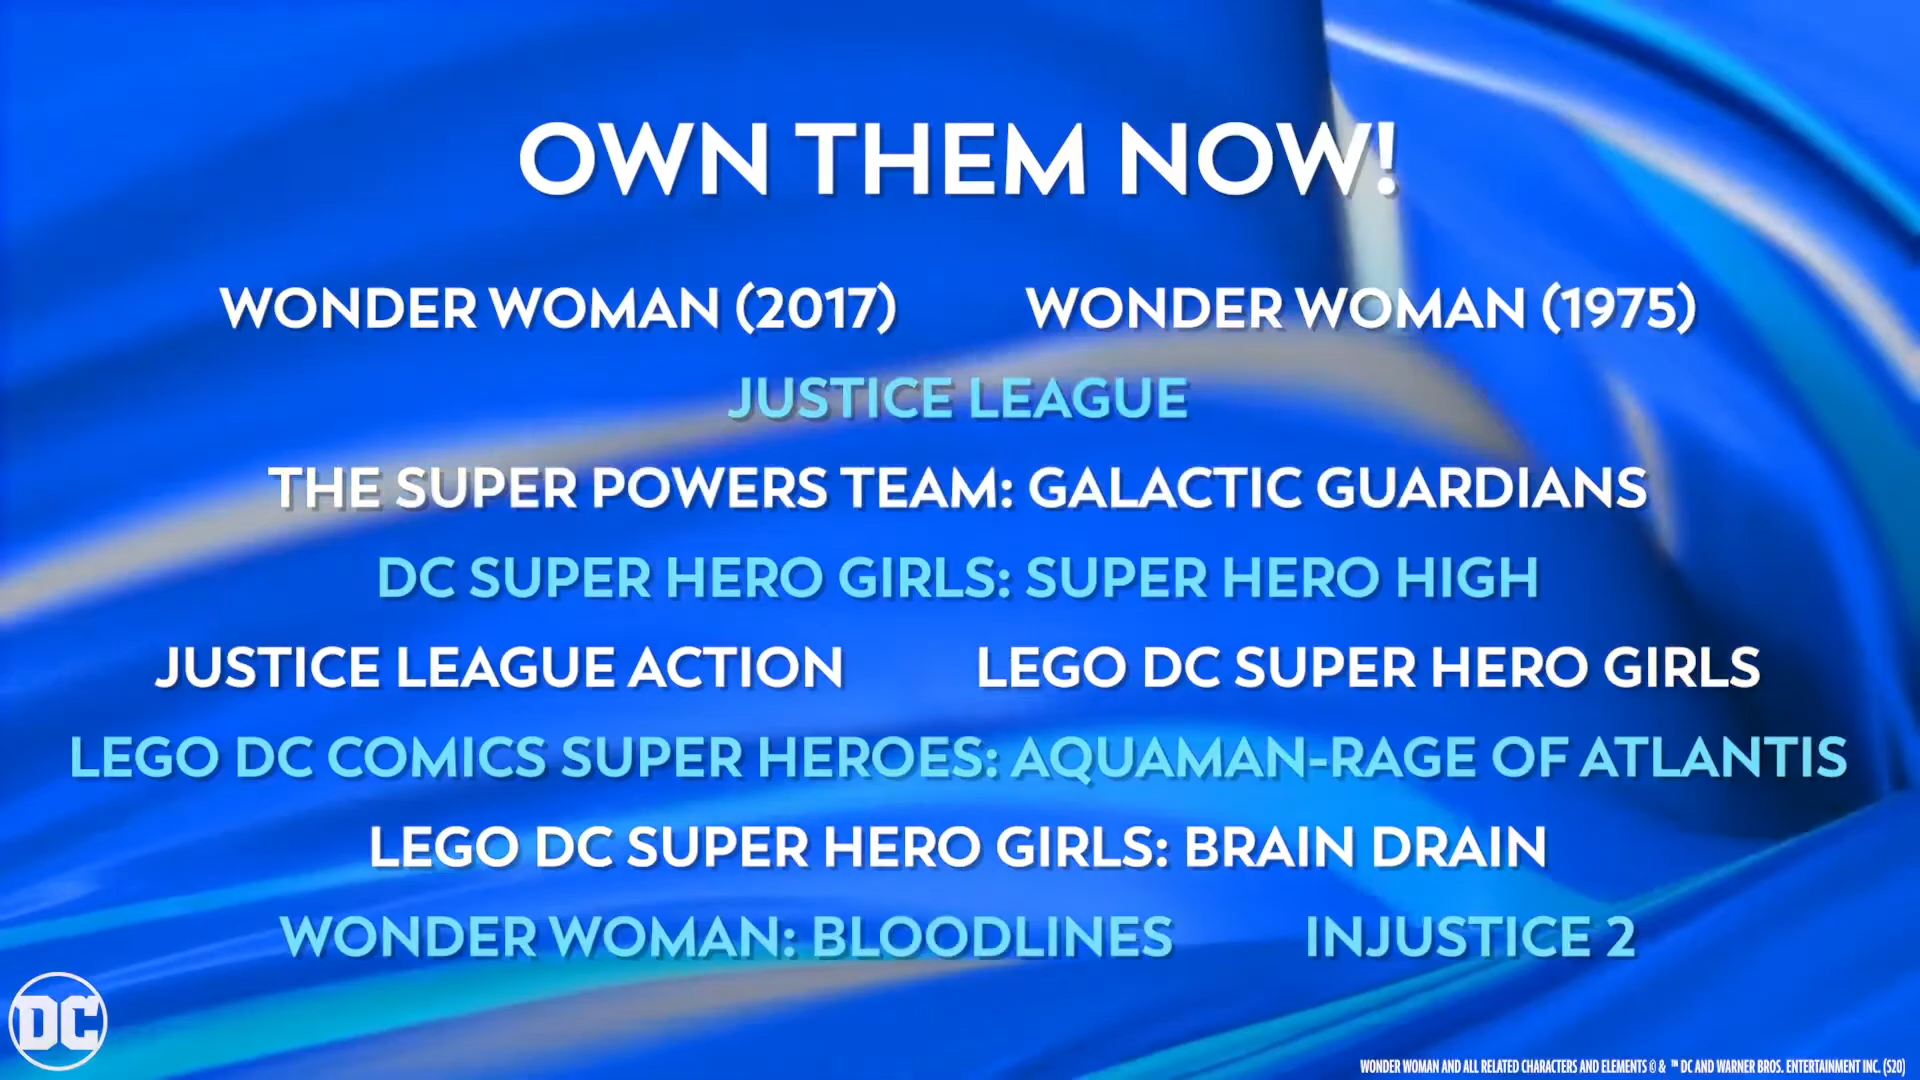 OWN THEM NOW!
WONDER WOMAN (2017) WONDER WOMAN (1975)
JUSTICE LEAGUE
THE SUPER POWERS TEAM: GALACTIC GUARDIANS
DC SUPER HERO GIRLS: SUPER HERO HIGH
JUSTICE LEAGUE ACTION LEGO DC SUPER HERO GIRLS
LEGO DC COMICS SUPER HEROES: AQUAMAN-RAGE OF ATLANTIS
LEGO DC SUPER HERO GIRLS: BRAIN DRAIN
WONDER WOMAN: BLOODLINES INJUSTICE 2
DC
WONDER WOMAN AND ALL RELATED CHARACTERS AND ELEMENTS © & ™ DC AND WARNER BROS. ENTERTAINMENT INC. (S20)